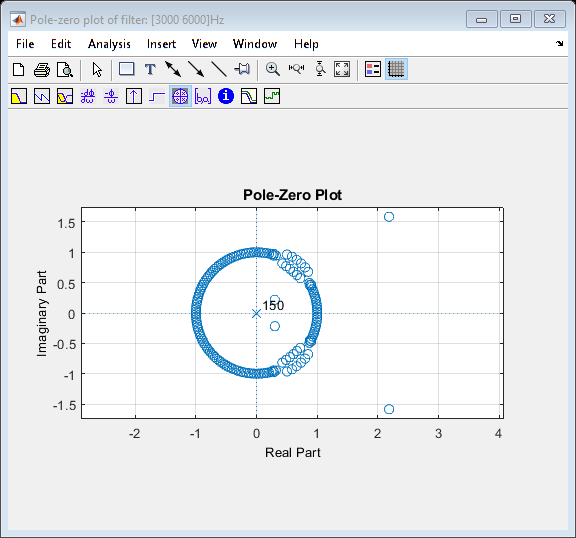 Pole-zero plot of filter: [3000 6000]Hz
File Edit Analysis Insert View Window Help
Pole-Zero Plot
1.5
1
0.5
0
-0.5
-1
-1.5
Imaginary Part
150
-2 -1 0 1 2 3 4
Real Part